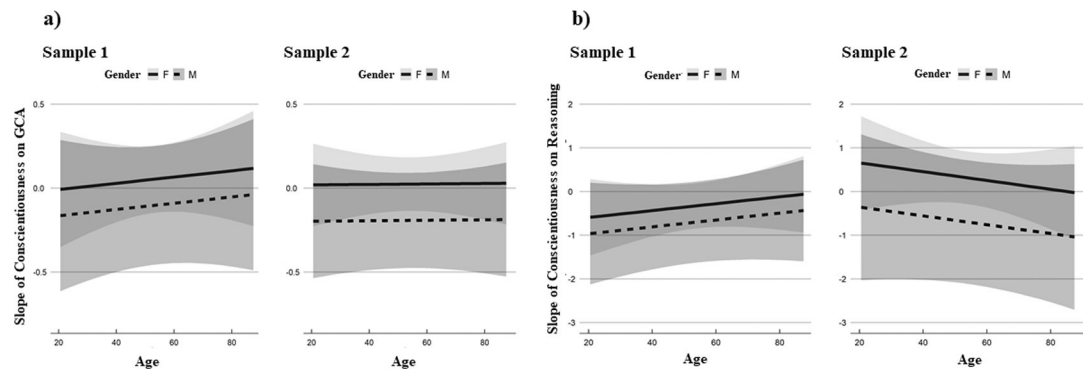 a)
Sample 1
Sample 2
Gender F M
Gender F M
Slope of Conscientiousness on GCA
0.5
0.0
-0.5
0.5
0.0
-0.5
20 40 60 80
20 40 60 80
Age
Age
b)
Sample 1
Sample 2
Gender F M
Gender F M
Slope of Conscientiousness on Reasoning
2
1
0
-1
-2
-3
2
1
0
-1
-2
-3
20 40 60 80
20 40 60 80
Age
Age